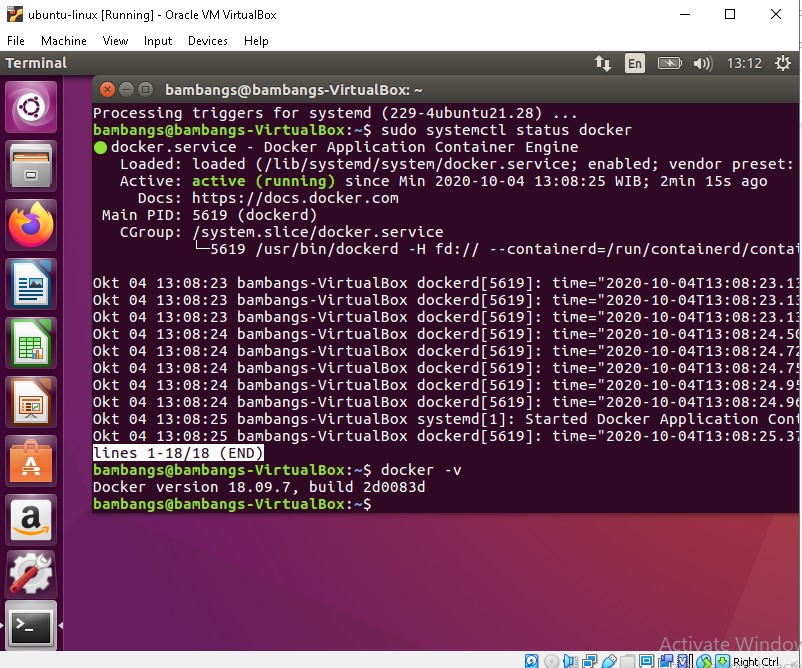 ubuntu-linux [Running] - Oracle VM VirtualBox
File Machine View Input Devices Help
Terminal En 13:12
bambangs@bambangs-VirtualBox: ~
Processing triggers for systemd (229-4ubuntu21.28) ...
bambangs@bambangs-VirtualBox:~$ sudo systemctl status docker
docker.service - Docker Application Container Engine
Loaded: loaded (/lib/systemd/system/docker.service; enabled; vendor preset:
Active: active (running) since Min 2020-10-04 13:08:25 WIB; 2min 15s ago
Docs: https://docs.docker.com
Main PID: 5619 (dockerd)
CGroup: /system.slice/docker.service
└─5619 /usr/bin/dockerd -H fd:// --containerd=/run/containerd/contai
Okt 04 13:08:23 bambangs-VirtualBox dockerd[5619]: time="2020-10-04T13:08:23.13
Okt 04 13:08:23 bambangs-VirtualBox dockerd[5619]: time="2020-10-04T13:08:23.13
Okt 04 13:08:23 bambangs-VirtualBox dockerd[5619]: time="2020-10-04T13:08:23.13
Okt 04 13:08:24 bambangs-VirtualBox dockerd[5619]: time="2020-10-04T13:08:24.50
Okt 04 13:08:24 bambangs-VirtualBox dockerd[5619]: time="2020-10-04T13:08:24.72
Okt 04 13:08:24 bambangs-VirtualBox dockerd[5619]: time="2020-10-04T13:08:24.75
Okt 04 13:08:24 bambangs-VirtualBox dockerd[5619]: time="2020-10-04T13:08:24.95
Okt 04 13:08:24 bambangs-VirtualBox dockerd[5619]: time="2020-10-04T13:08:24.96
Okt 04 13:08:25 bambangs-VirtualBox systemd[1]: Started Docker Application Cont
Okt 04 13:08:25 bambangs-VirtualBox dockerd[5619]: time="2020-10-04T13:08:25.37
lines 1-18/18 (END)
bambangs@bambangs-VirtualBox:~$ docker -v
Docker version 18.09.7, build 2d0083d
bambangs@bambangs-VirtualBox:~$
Activate Window
Right Ctrl